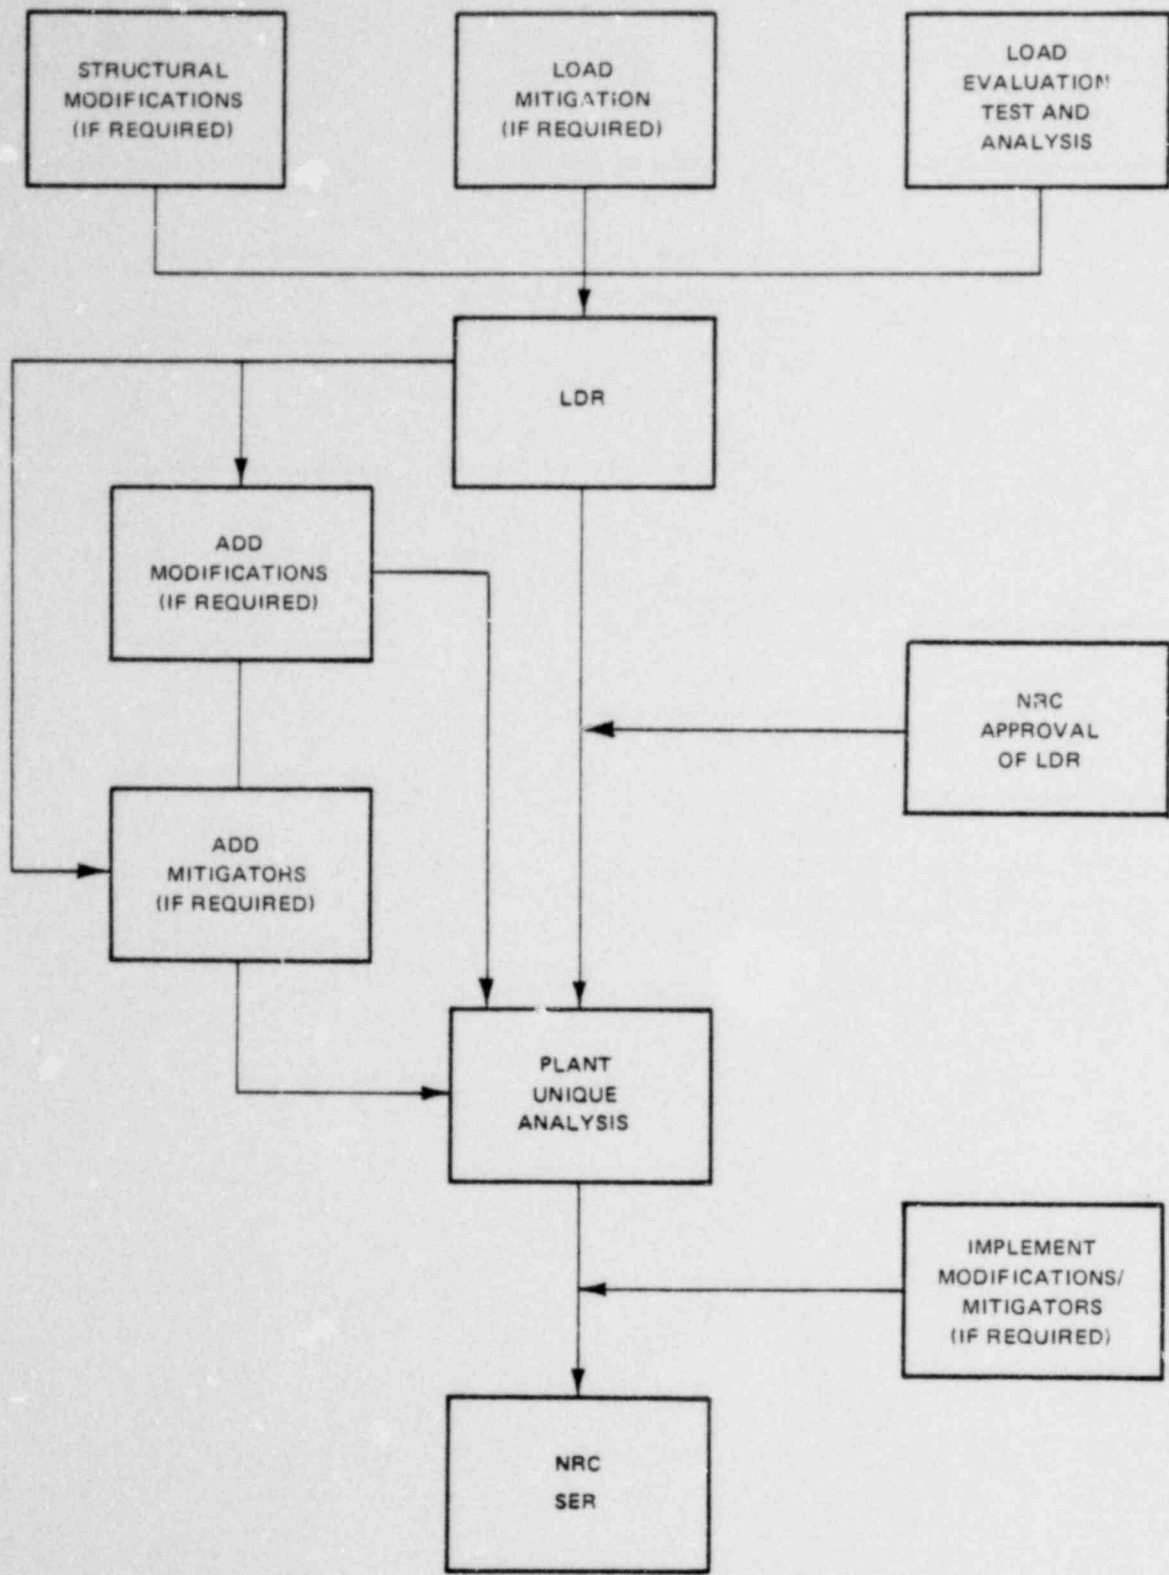 STRUCTURAL
MODIFICATIONS
(IF REQUIRED)
LOAD
MITIGATION
(IF REQUIRED)
LOAD
EVALUATION
TEST AND
ANALYSIS
LDR
ADD
MODIFICATIONS
(IF REQUIRED)
NRC
APPROVAL
OF LDR
ADD
MITIGATORS
(IF REQUIRED)
PLANT
UNIQUE
ANALYSIS
IMPLEMENT
MODIFICATIONS/
MITIGATORS
(IF REQUIRED)
NRC
SER